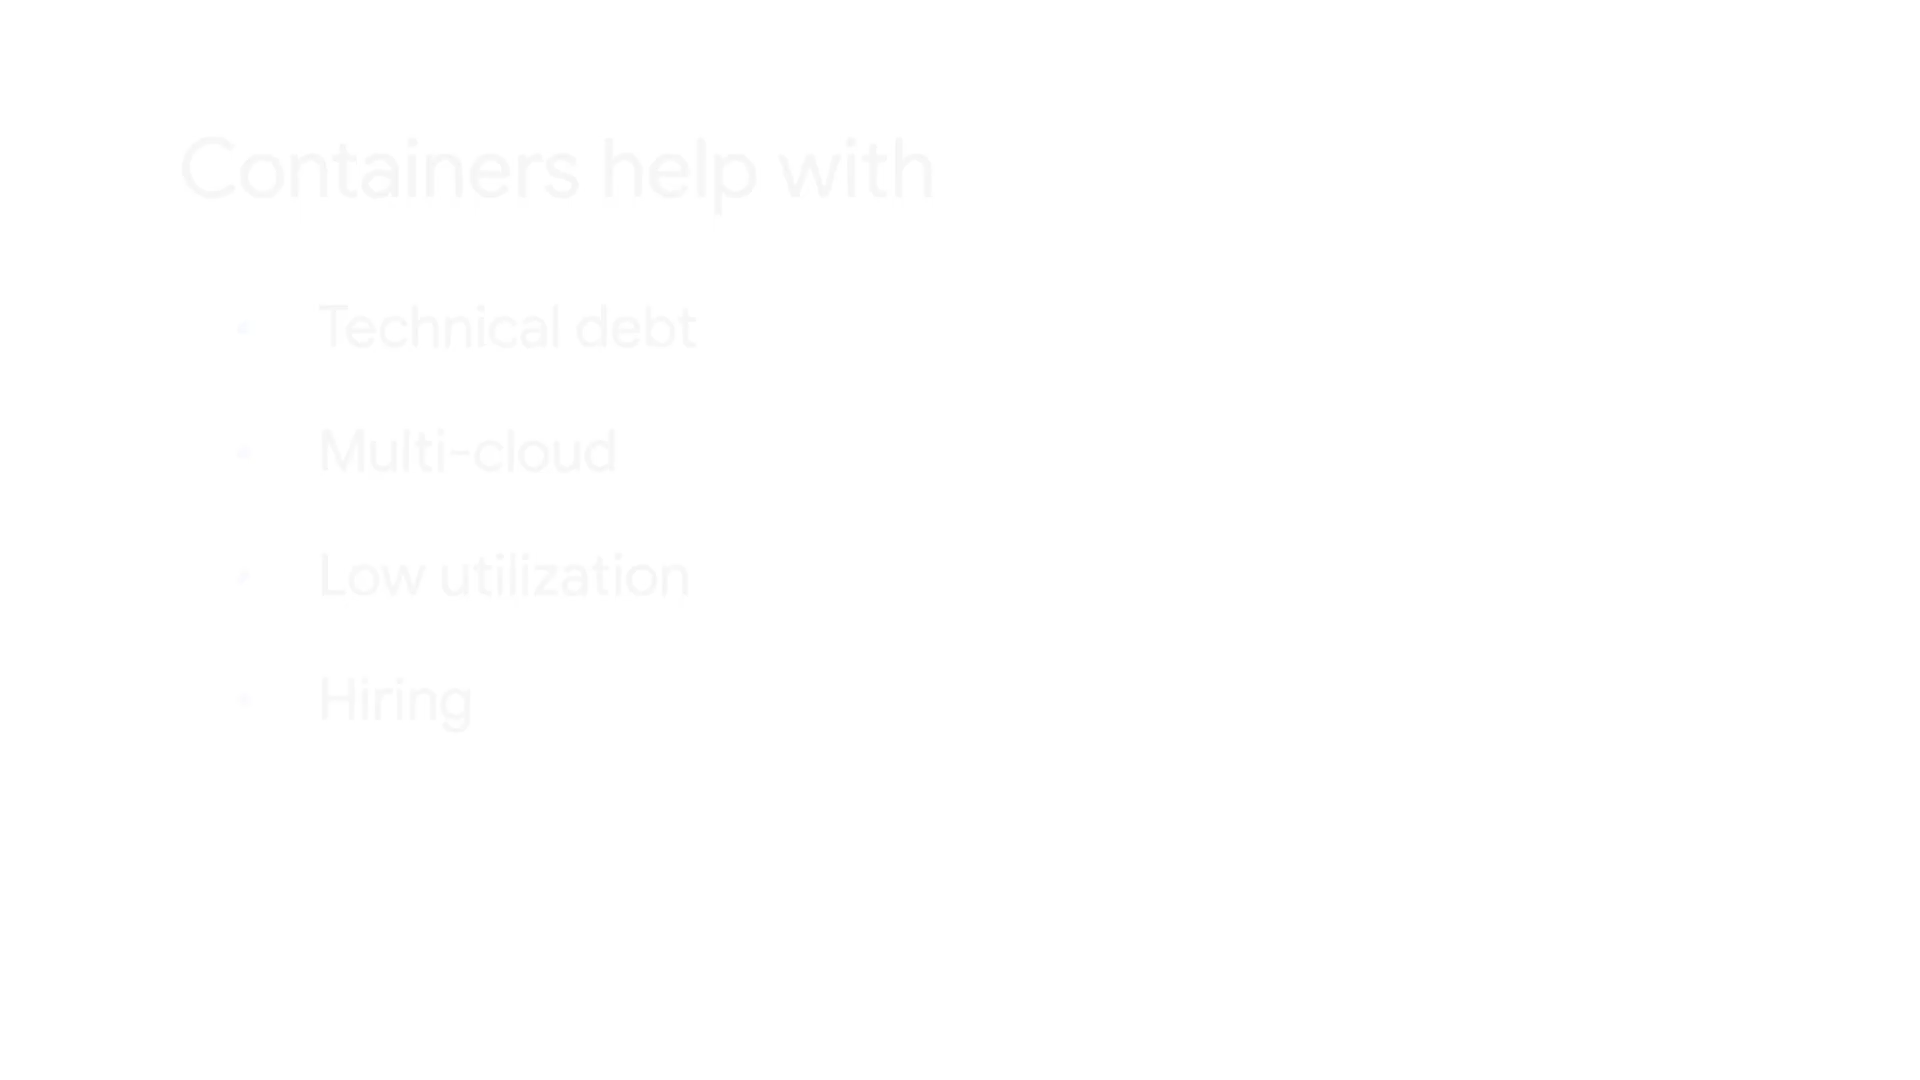 Containers help with
Technical debt
Multi-cloud
Low utilization
Hiring